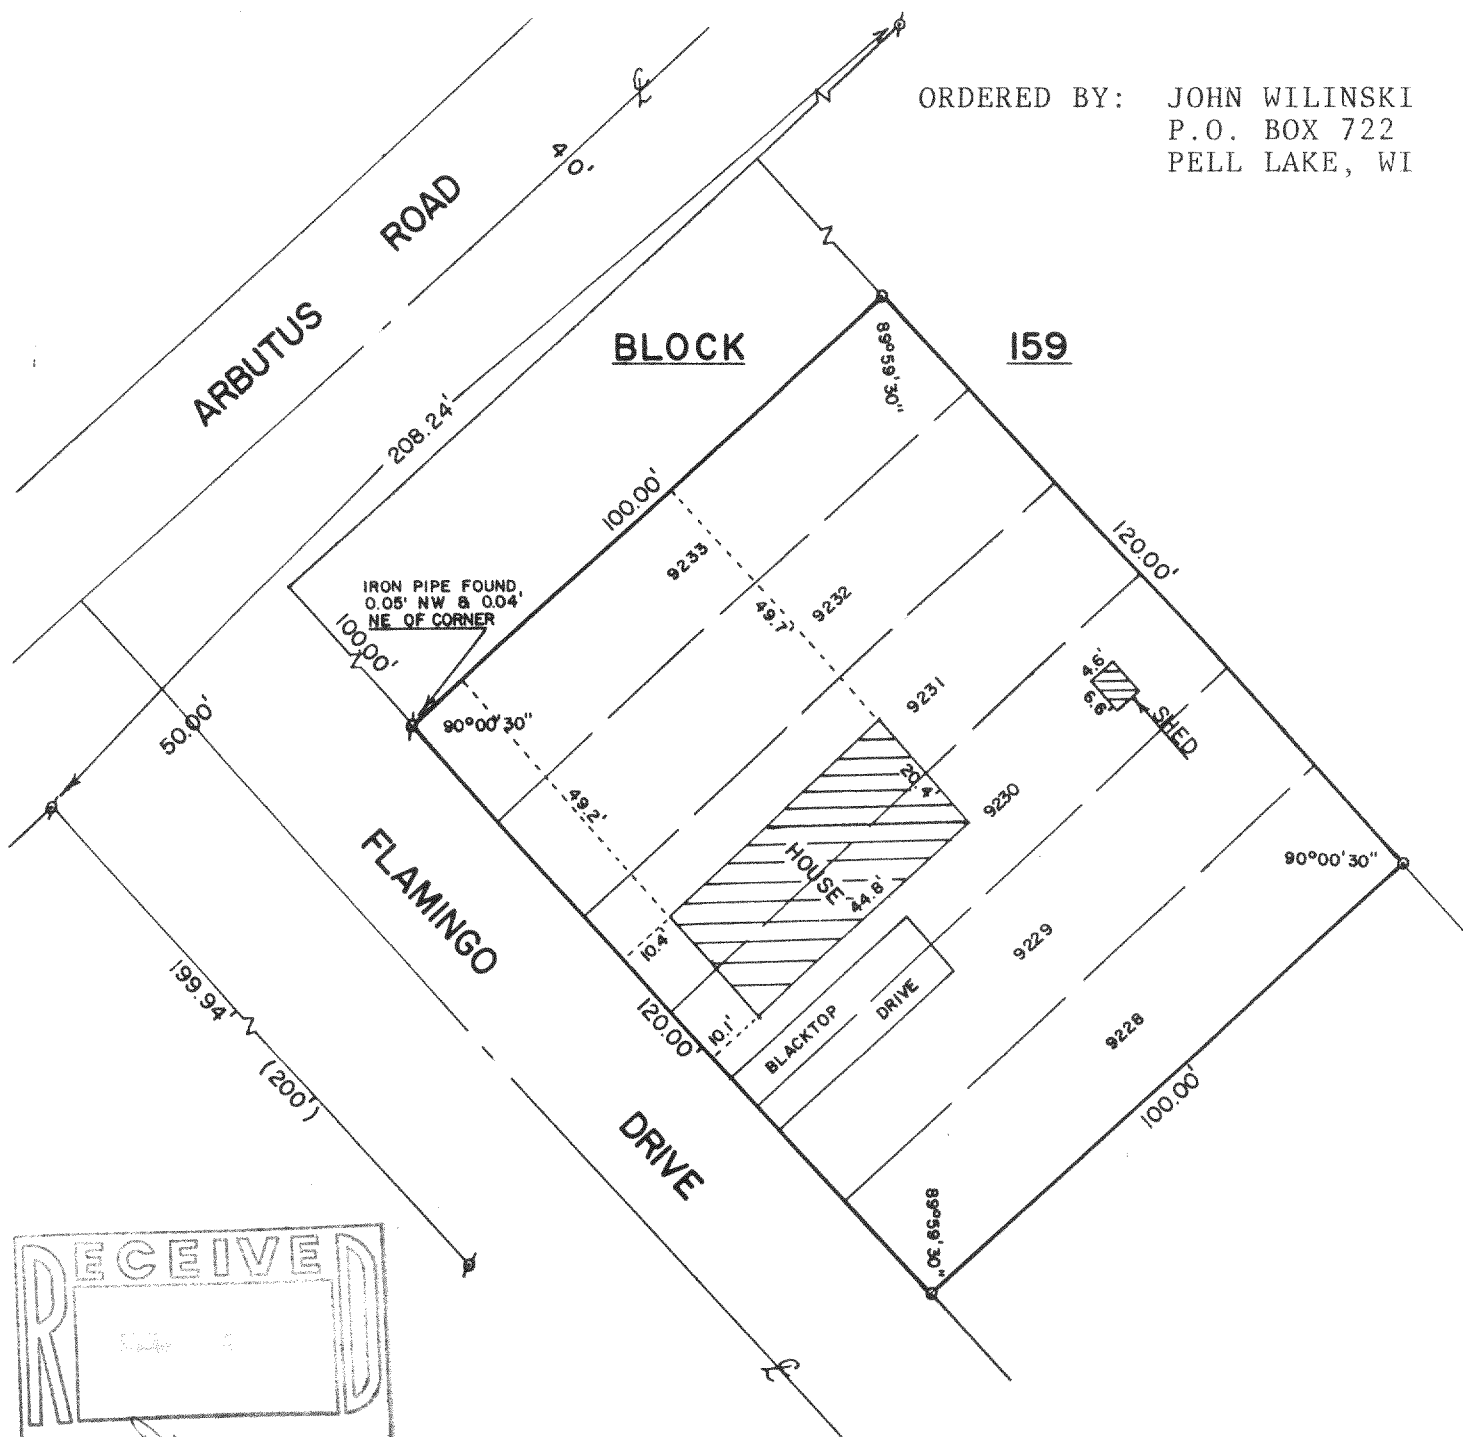 ORDERED BY: JOHN WILINSKI
P.O. BOX 722
PELL LAKE, WI
40'
ARBUTUS ROAD
BLOCK 159
89°59'30"
208.24'
100.00'
120.00'
9233
9232
49.7'
IRON PIPE FOUND
0.05' NW & 0.04'
NE OF CORNER
100.00'
90°00'30"
50.00'
9231
4.6'
6.6'
SHED
20.4'
9230
49.2'
HOUSE
44.8'
90°00'30"
FLAMINGO DRIVE
10.4'
9229
120.00'
10.1'
BLACKTOP DRIVE
9228
199.94'
(200')
100.00'
89°59'30"
RECEIVED